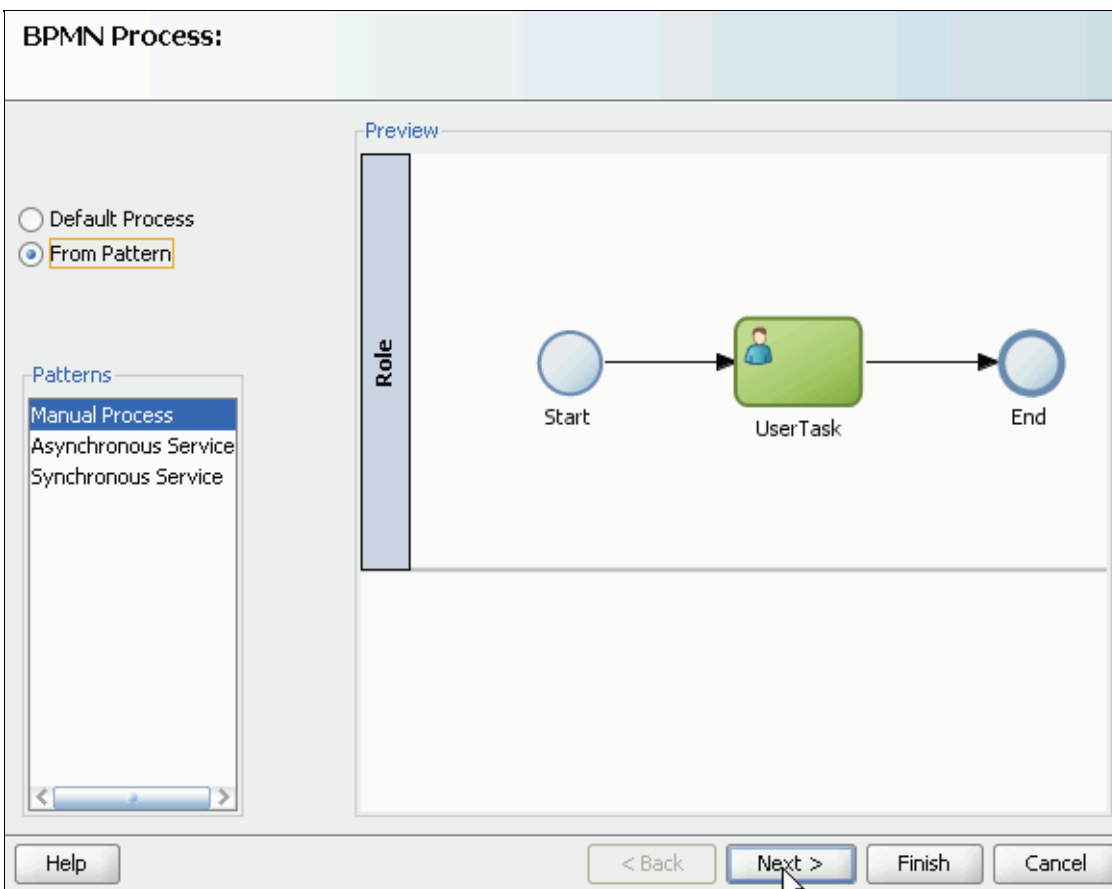 BPMN Process:
Default Process
From Pattern
Patterns
Manual Process
Asynchronous Service
Synchronous Service
Preview
Role
Start
UserTask
End
Help
< Back
Next >
Finish
Cancel